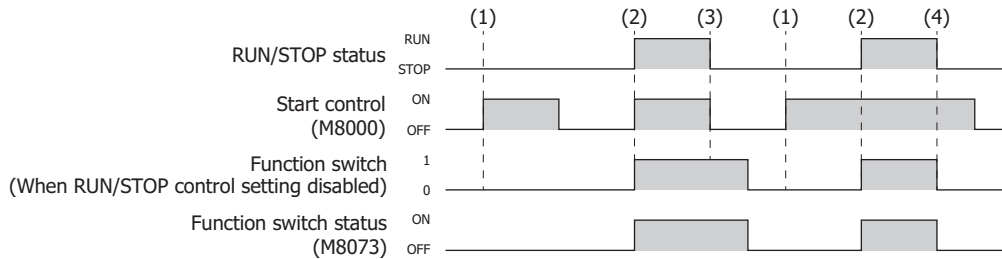 (1) (2) (3) (1) (2) (4)
RUN/STOP status
RUN
STOP
Start control
(M8000)
ON
OFF
Function switch
(When RUN/STOP control setting disabled)
1
0
Function switch status
(M8073)
ON
OFF